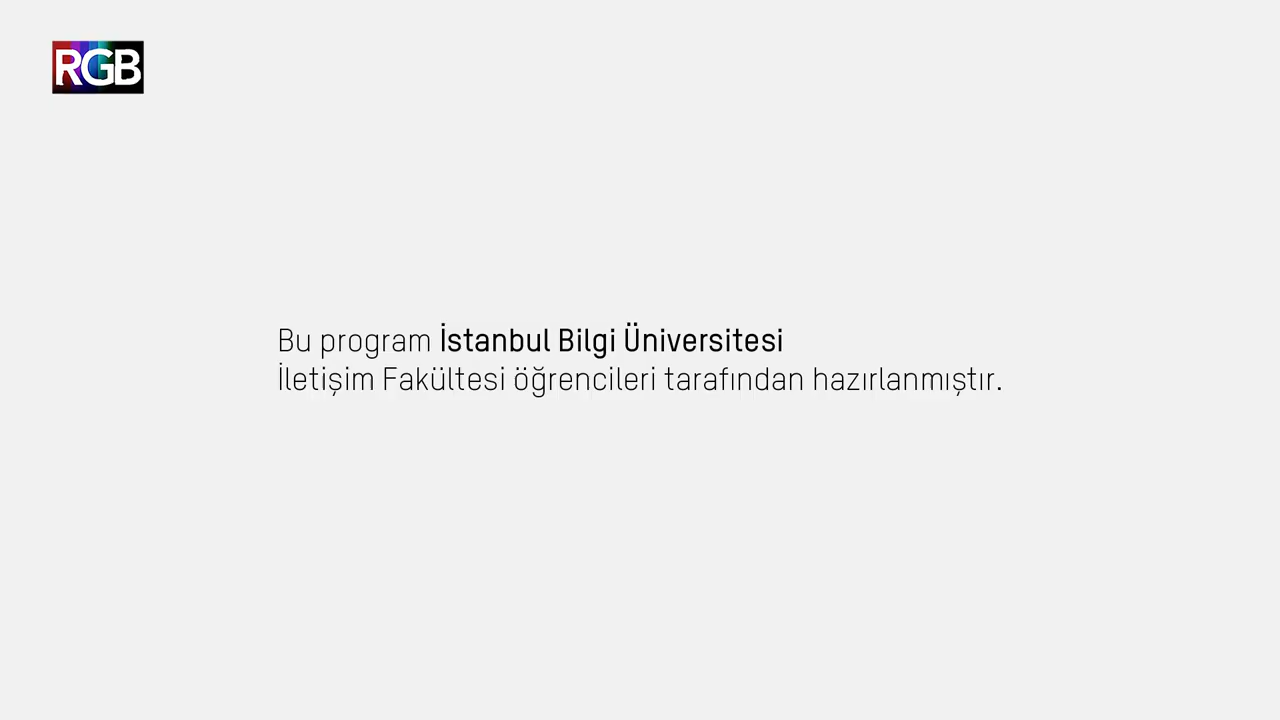 RGB
Bu program İstanbul Bilgi Üniversitesi
İletişim Fakültesi öğrencileri tarafından hazırlanmıştır.